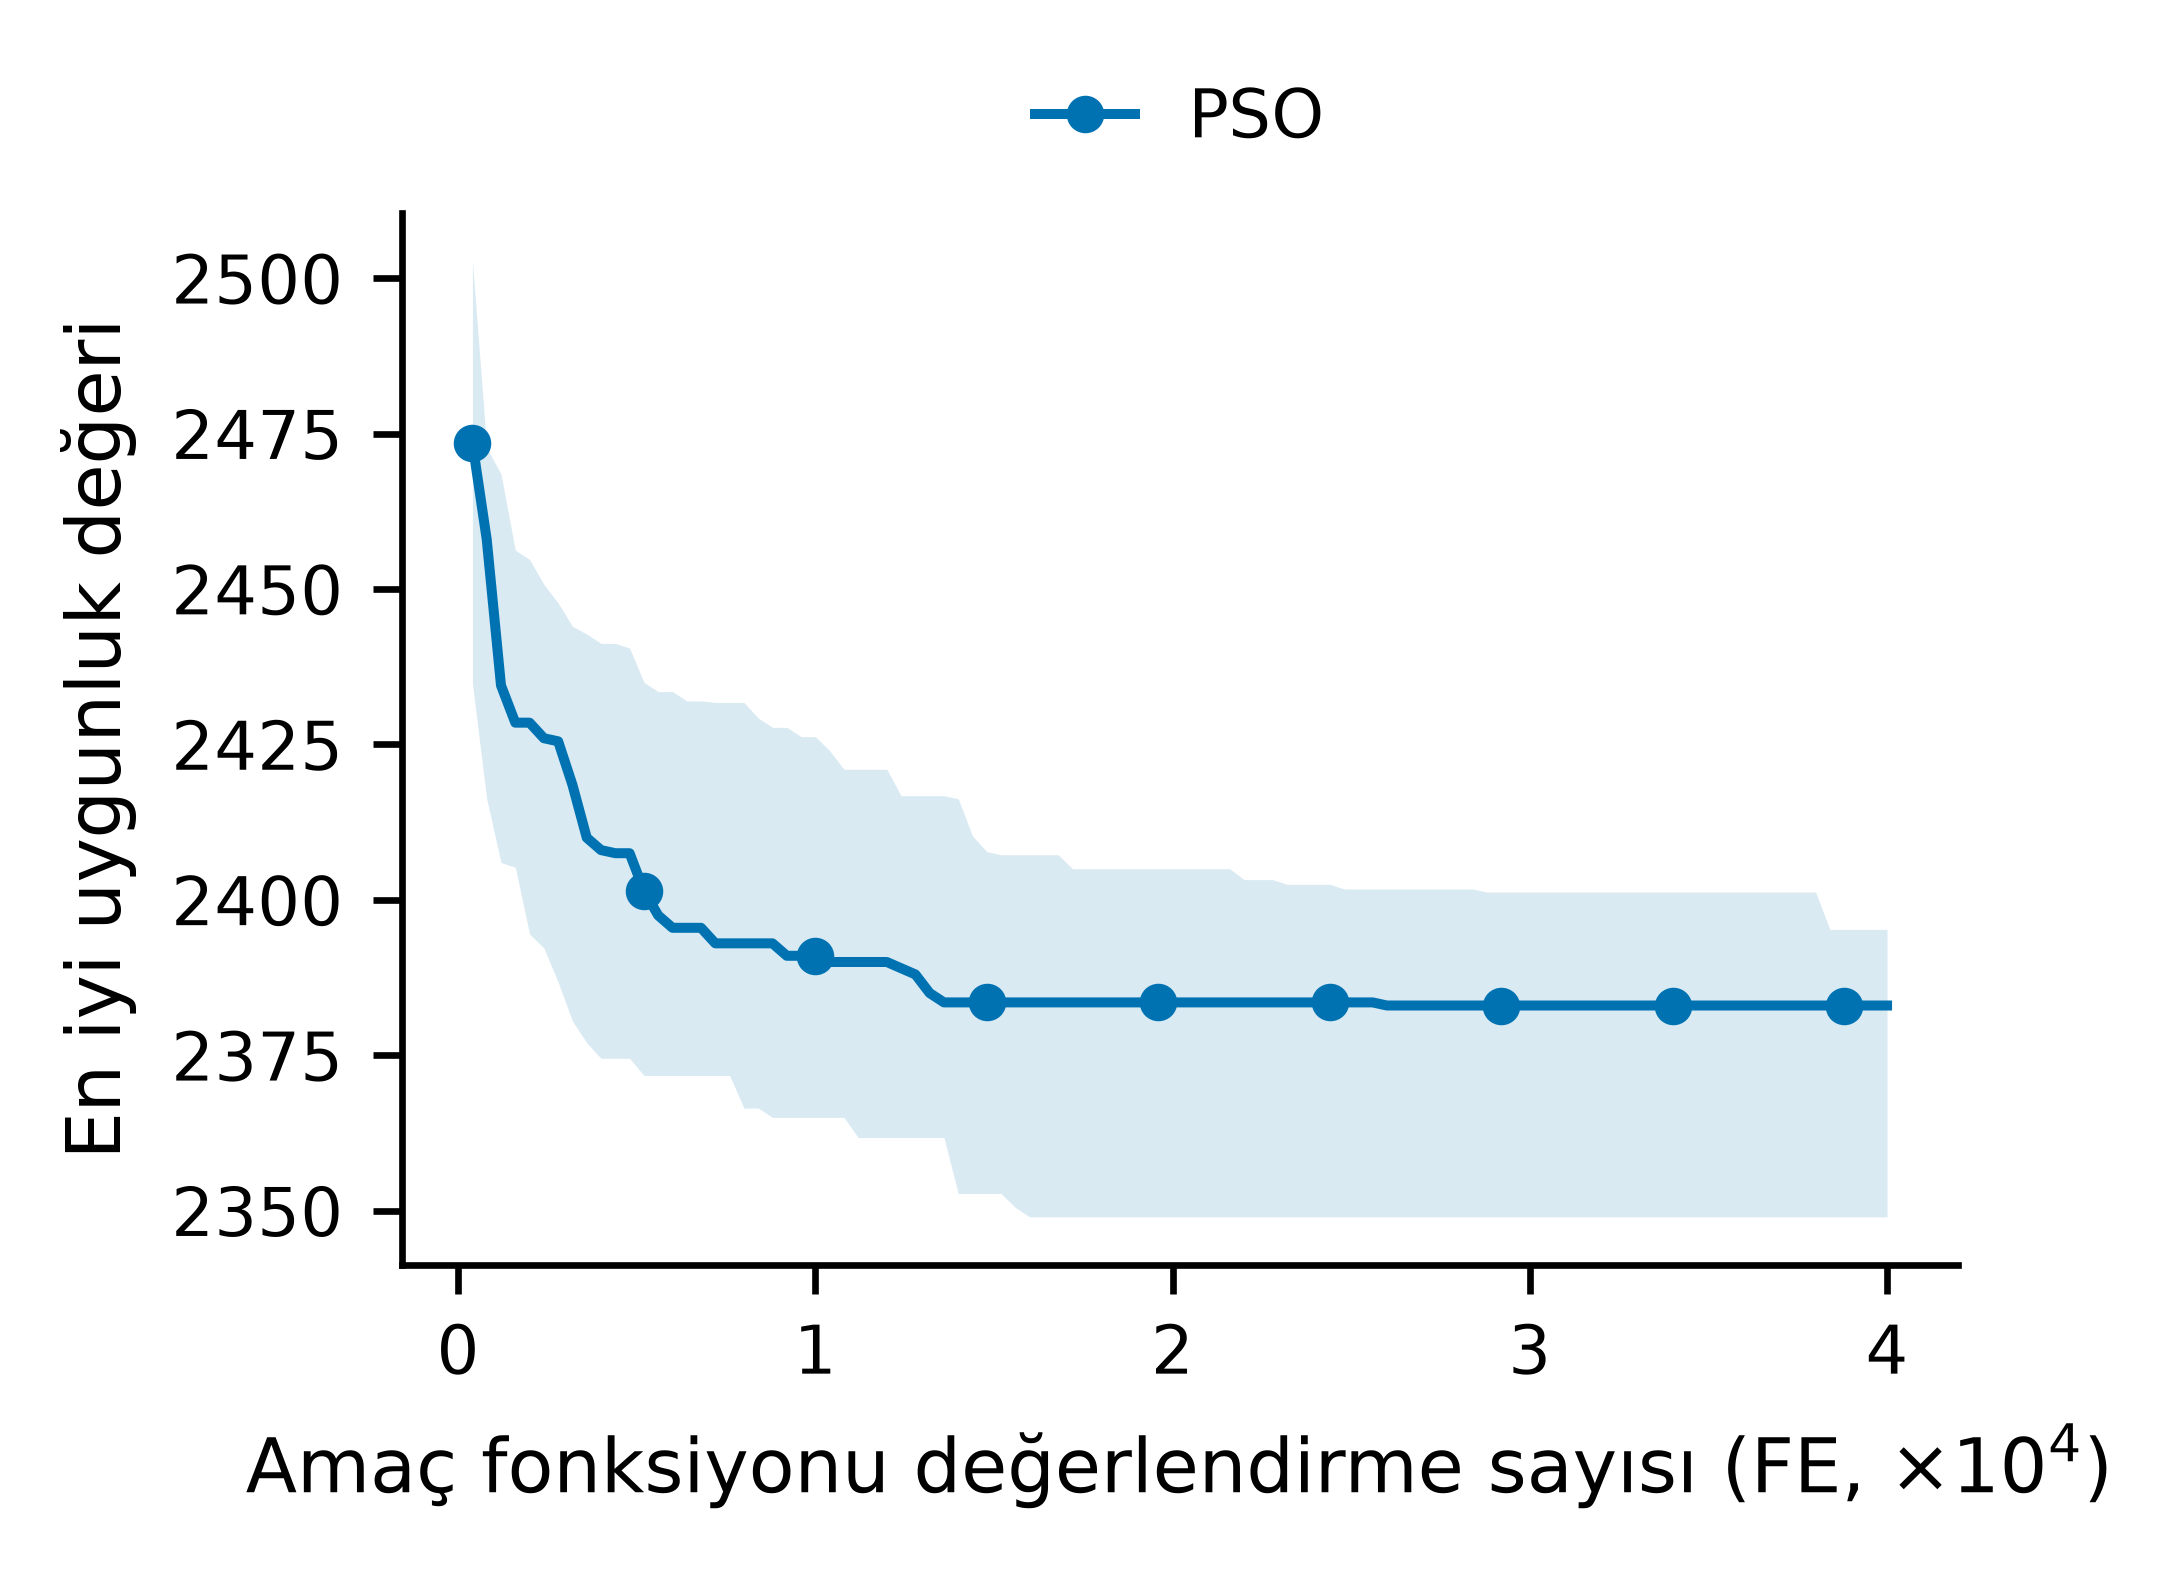 PSO
En iyi uygunluk değeri
2500
2475
2450
2425
2400
2375
2350
0 1 2 3 4
Amaç fonksiyonu değerlendirme sayısı (FE, ×10⁴)